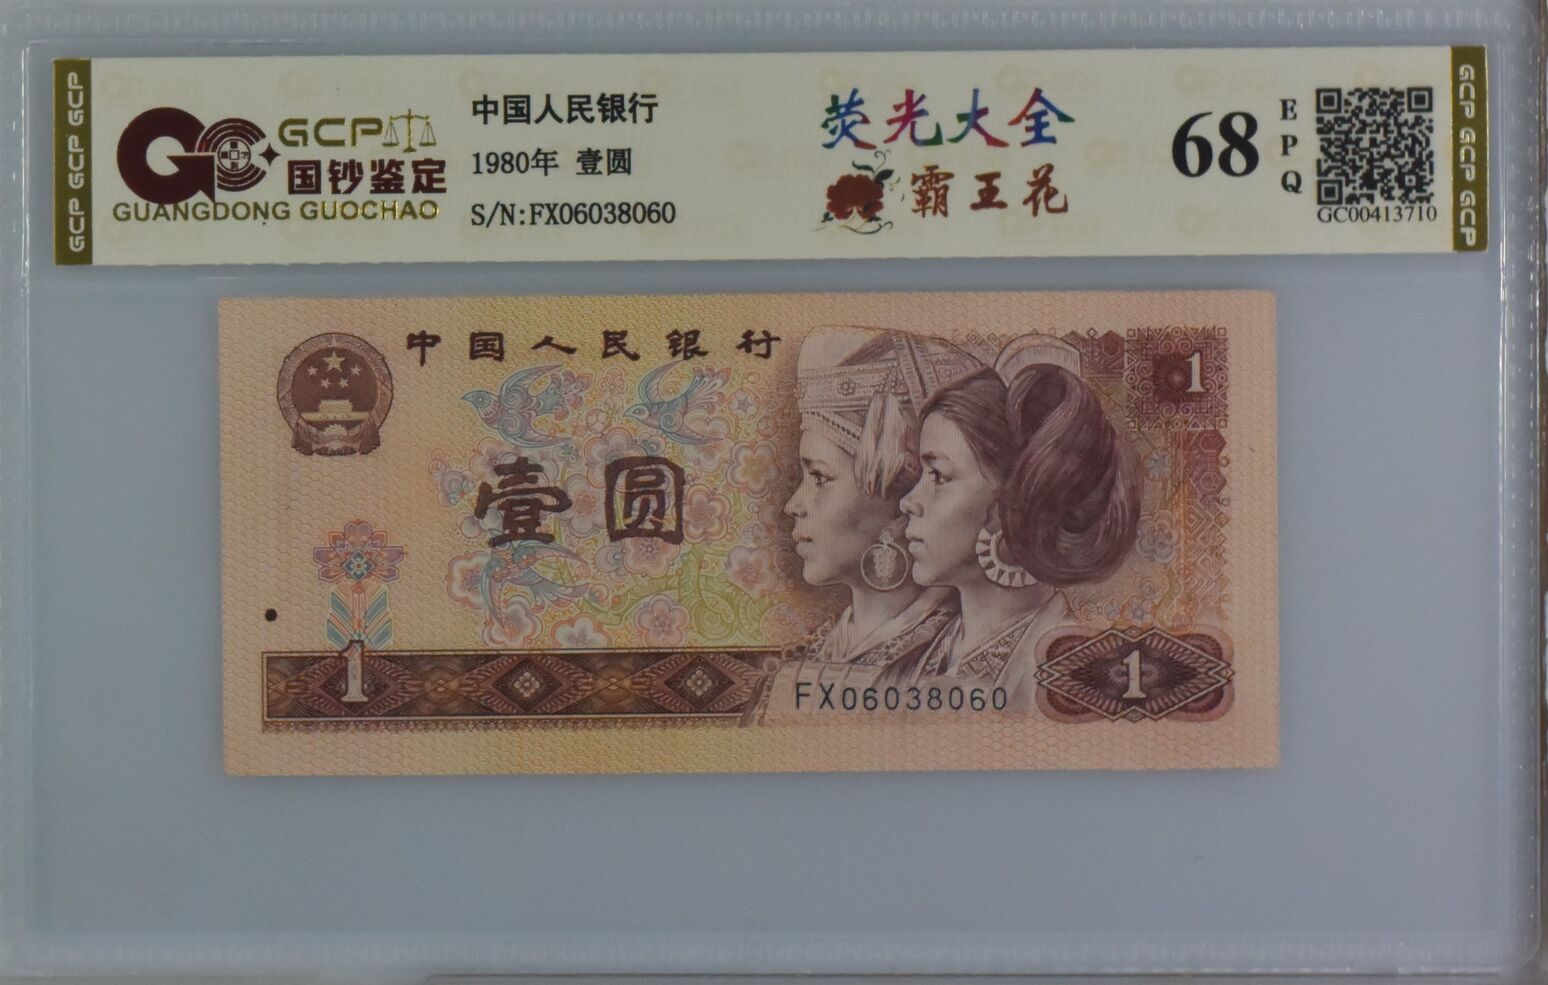 GCP GCP GCP
GCP
国钞鉴定
GUANGDONG GUOCHAO
中国人民银行
1980年 壹圆
S/N:FX06038060
荧光大全
霸王花
68
EPQ
GC00413710
GCP GCP GCP
中国人民银行
1
壹圆
1
FX06038060
1